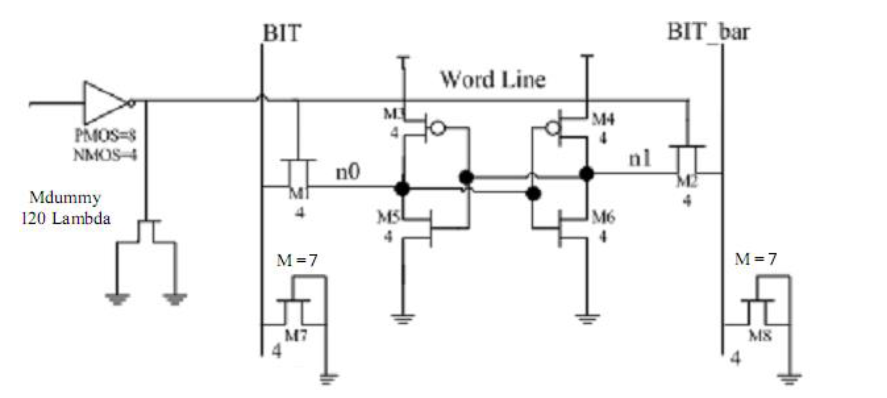 BIT
BIT_bar
Word Line
PMOS=8
NMOS=4
M3
4
M4
4
n0
n1
M1
4
M2
4
Mdummy
120 Lambda
M5
4
M6
4
M=7
M7
4
M=7
M8
4